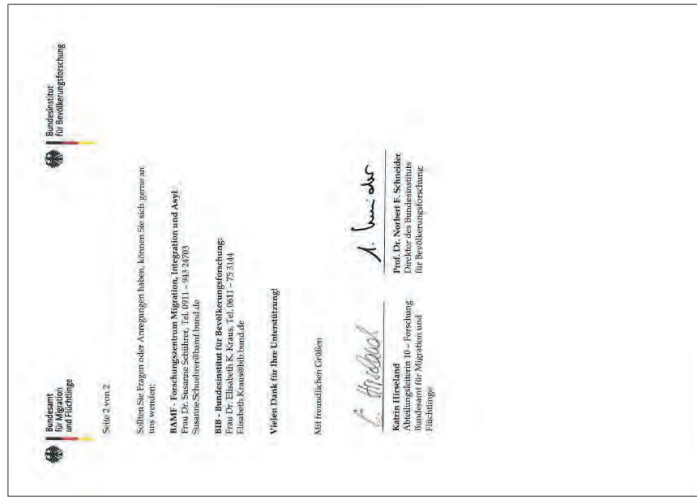 Bundesamt
für Migration
und Flüchtlinge
Bundesinstitut
für Bevölkerungsforschung
Seite 2 von 2
Sollten Sie Fragen oder Anregungen haben, können Sie sich gerne an
uns wenden:
BAMF - Forschungszentrum Migration, Integration und Asyl:
Frau Dr. Susanne Schührer, Tel. 0911 – 943 24703
Susanne.Schuehrer@bamf.bund.de
BIB - Bundesinstitut für Bevölkerungsforschung:
Frau Dr. Elisabeth K. Kraus, Tel. 0611 – 75 3144
Elisabeth.Kraus@bib.bund.de
Vielen Dank für Ihre Unterstützung!
Mit freundlichen Grüßen
Katrin Hirseland
Abteilungsleiterin 10 – Forschung
Bundesamt für Migration und
Flüchtlinge
Prof. Dr. Norbert F. Schneider
Direktor des Bundesinstituts
für Bevölkerungsforschung